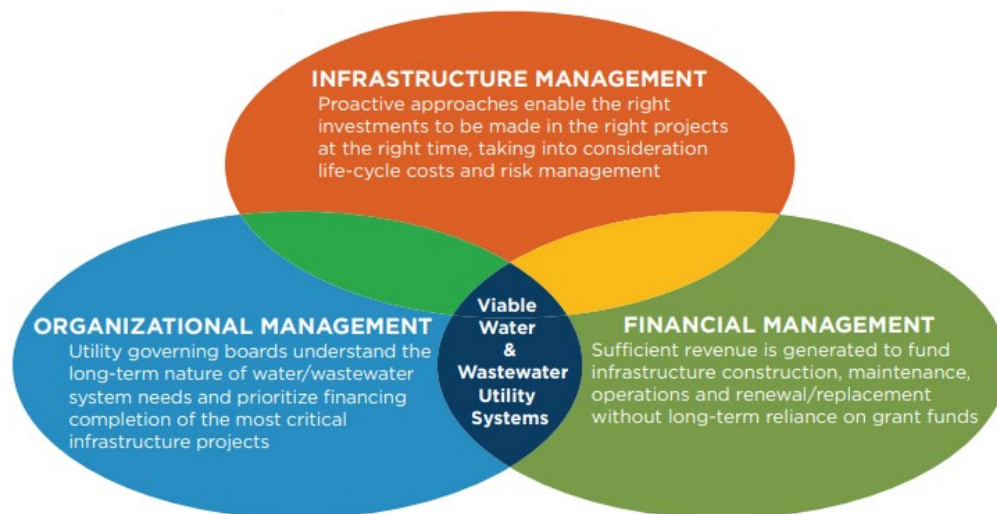 INFRASTRUCTURE MANAGEMENT
Proactive approaches enable the right
investments to be made in the right projects
at the right time, taking into consideration
life-cycle costs and risk management
ORGANIZATIONAL MANAGEMENT
Utility governing boards understand the
long-term nature of water/wastewater
system needs and prioritize financing
completion of the most critical
infrastructure projects
Viable
Water
&
Wastewater
Utility
Systems
FINANCIAL MANAGEMENT
Sufficient revenue is generated to fund
infrastructure construction, maintenance,
operations and renewal/replacement
without long-term reliance on grant funds